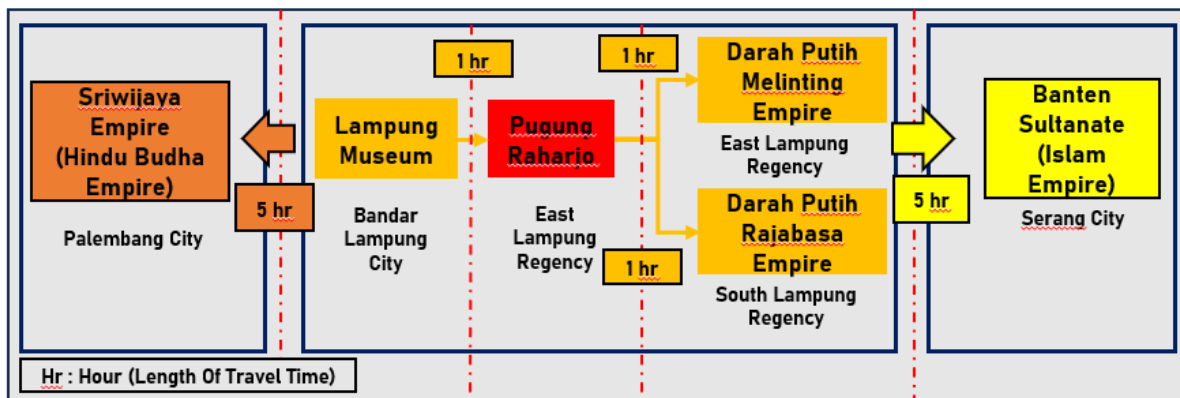 Sriwijaya
Empire
(Hindu Budha
Empire)
Palembang City
5 hr
Lampung
Museum
Bandar
Lampung
City
1 hr
Pugung
Raharjo
East
Lampung
Regency
1 hr
1 hr
Darah Putih
Melinting
Empire
East Lampung
Regency
Darah Putih
Rajabasa
Empire
South Lampung
Regency
5 hr
Banten
Sultanate
(Islam
Empire)
Serang City
Hr : Hour (Length Of Travel Time)